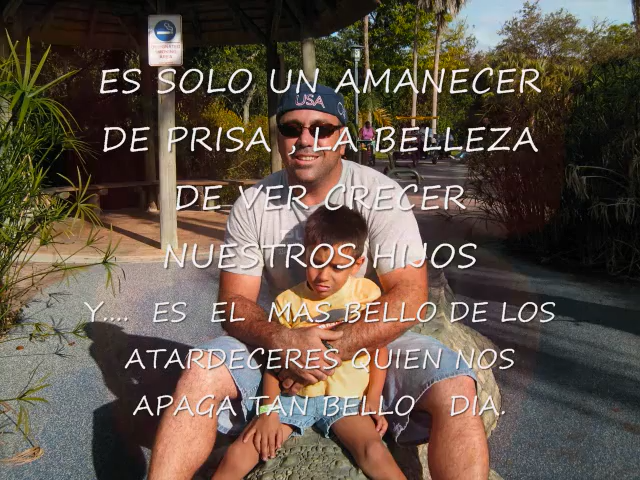 ES SOLO UN AMANECER
USA
DE PRISA , LA BELLEZA
DE VER CRECER
NUESTROS HIJOS
Y.... ES EL MAS BELLO DE LOS
ATARDECERES QUIEN NOS
APAGA TAN BELLO DIA.